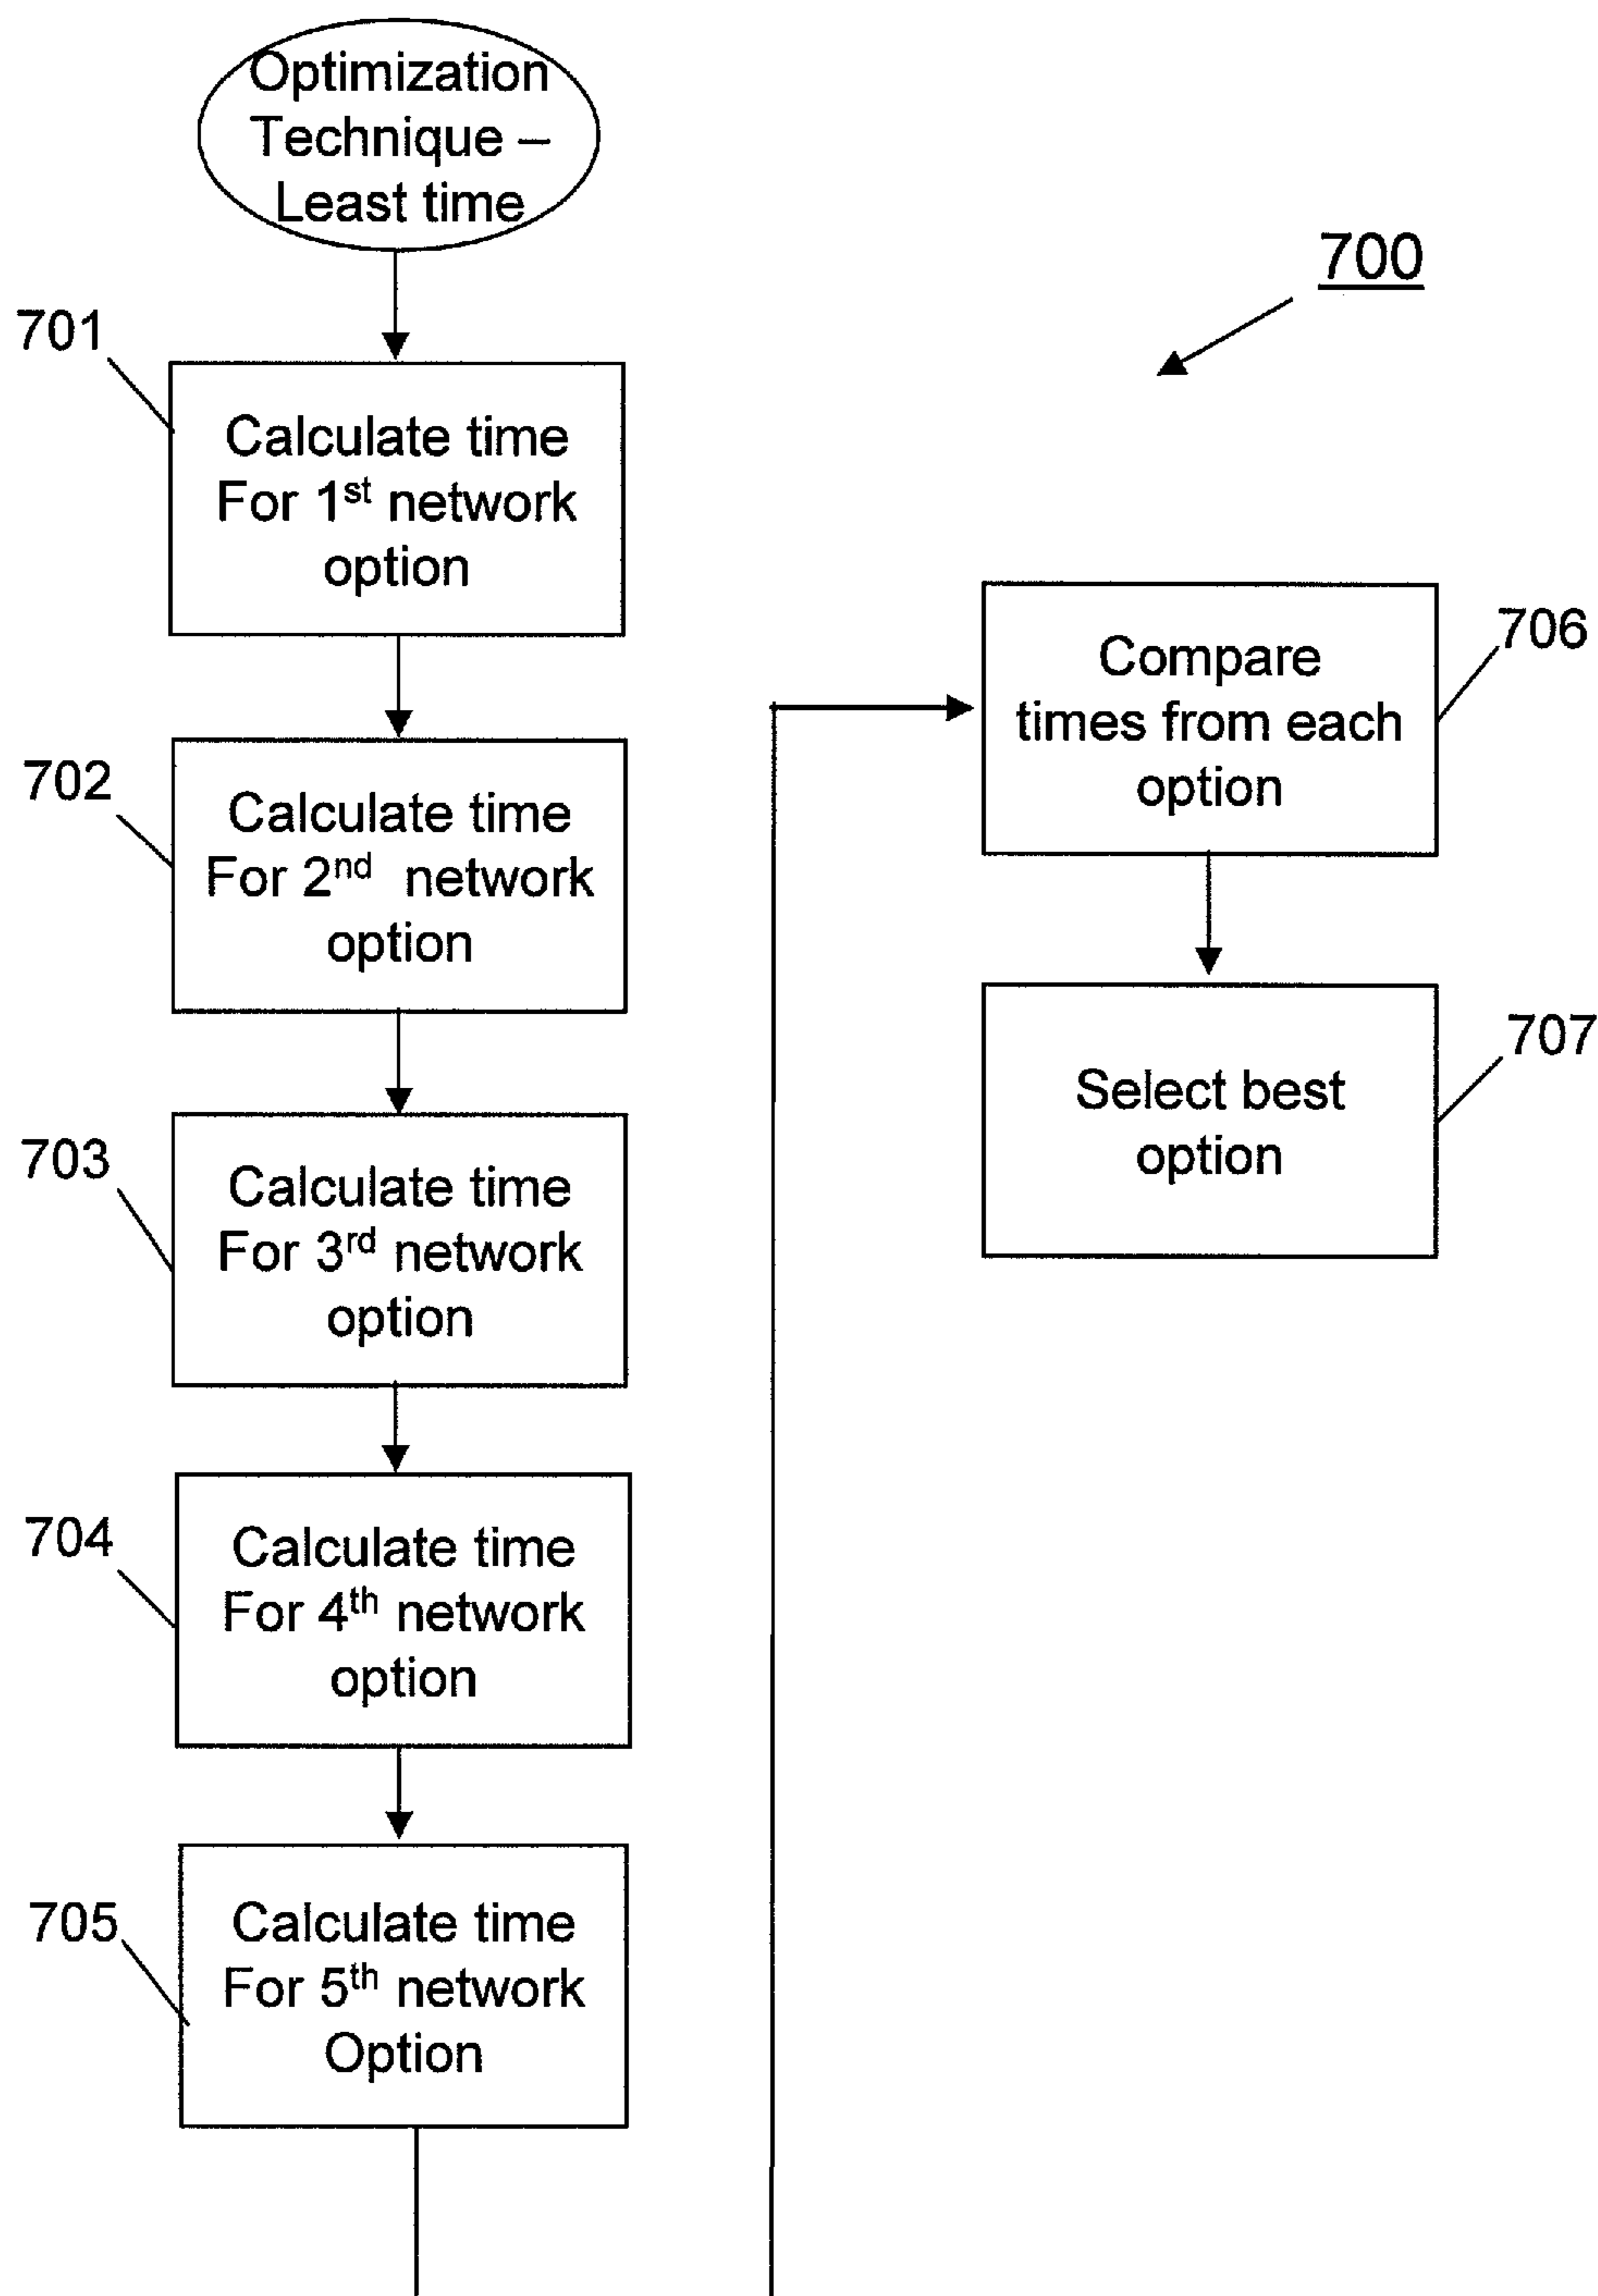 Optimization
Technique –
Least time
700
701
Calculate time
For 1st network
option
702
Calculate time
For 2nd network
option
703
Calculate time
For 3rd network
option
704
Calculate time
For 4th network
option
705
Calculate time
For 5th network
Option
706
Compare
times from each
option
707
Select best
option